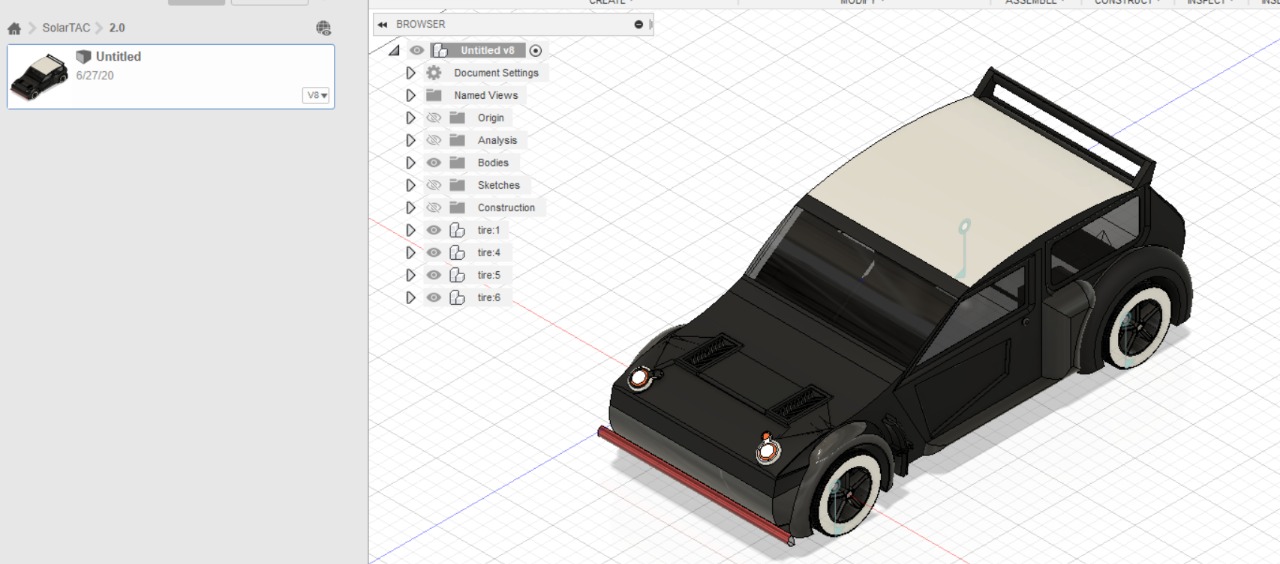 CREATE
MODIFY
ASSEMBLE
CONSTRUCT
INSPECT
SolarTAC
2.0
BROWSER
Untitled
6/27/20
V8
Untitled v8
Document Settings
Named Views
Origin
Analysis
Bodies
Sketches
Construction
tire:1
tire:4
tire:5
tire:6